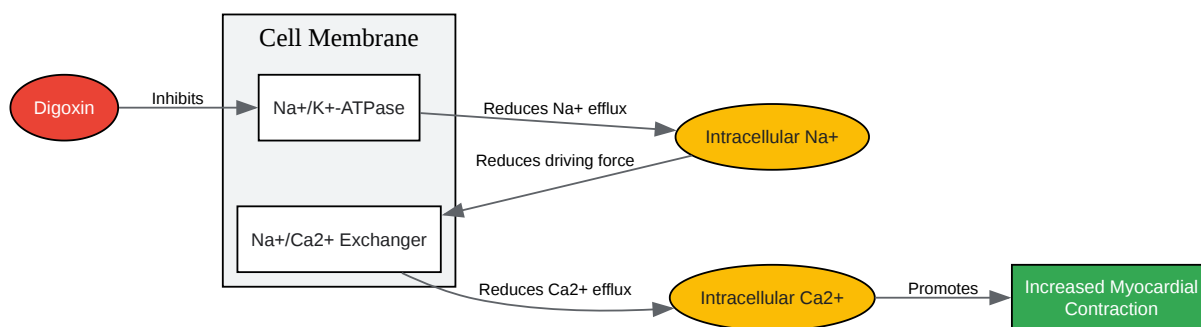 Cell Membrane
Digoxin
Inhibits
Na+/K+-ATPase
Reduces Na+ efflux
Intracellular Na+
Reduces driving force
Na+/Ca2+ Exchanger
Reduces Ca2+ efflux
Intracellular Ca2+
Promotes
Increased Myocardial
Contraction